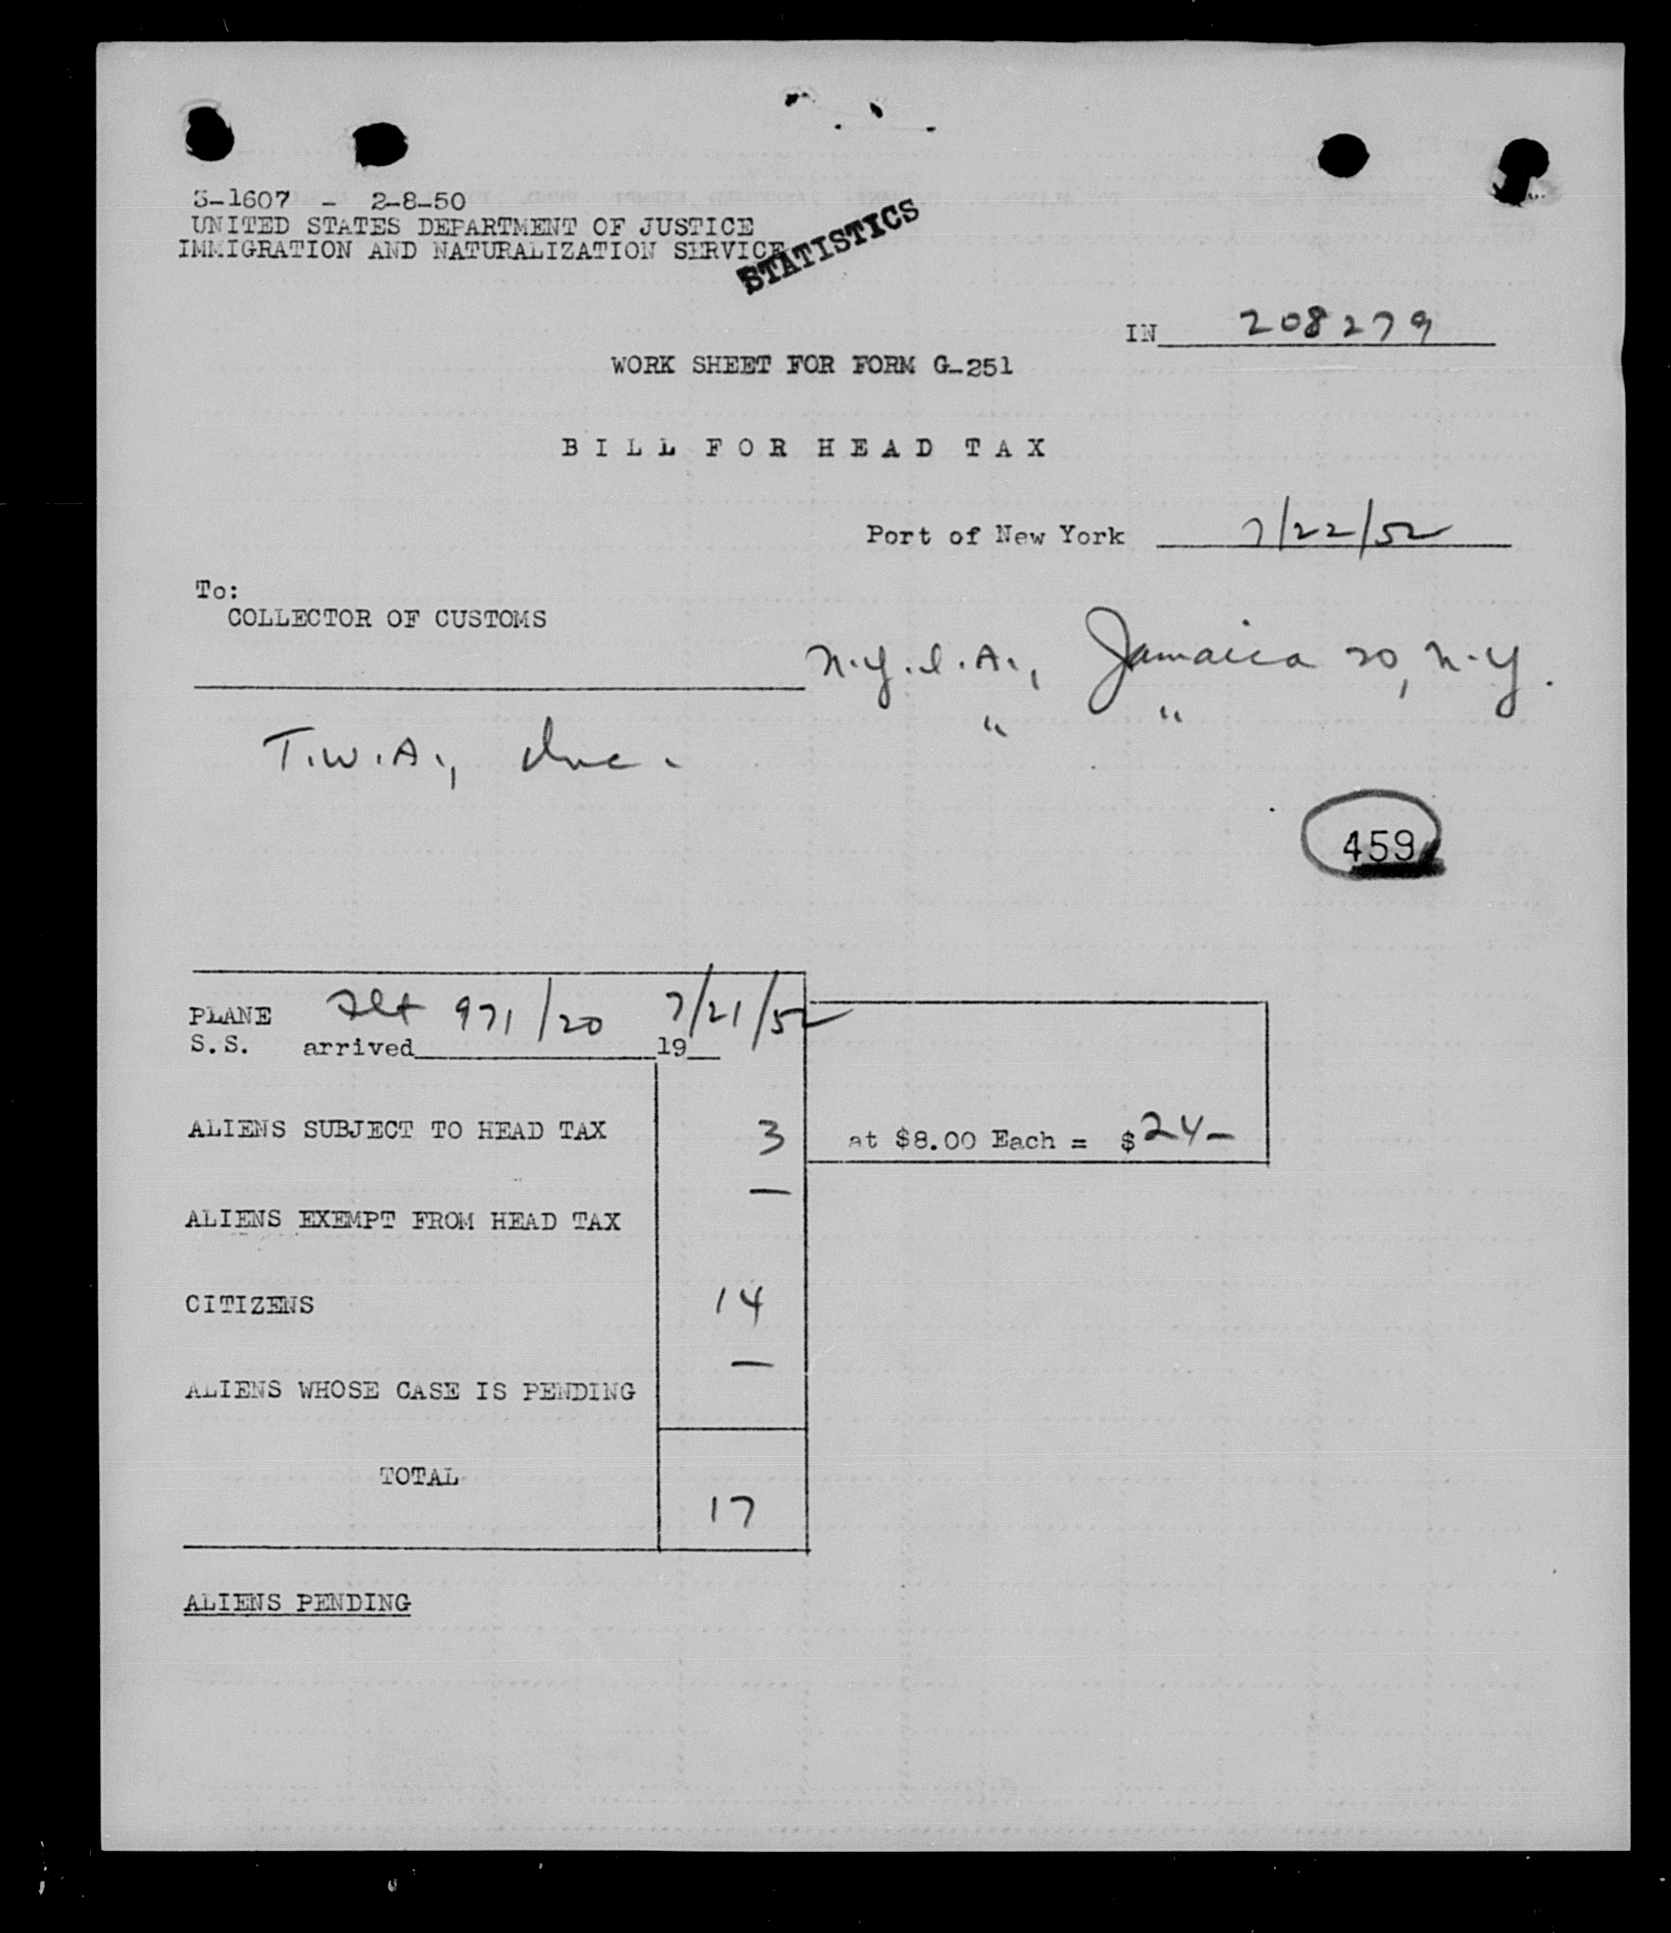 3-1607 - 2-8-50
UNITED STATES DEPARTMENT OF JUSTICE
IMMIGRATION AND NATURALIZATION SERVICE
STATISTICS
IN 208279
WORK SHEET FOR FORM G-251
BILL FOR HEAD TAX
Port of New York 7/22/52
To:
COLLECTOR OF CUSTOMS
N.Y.I.A., Jamaica 20, N.Y.
" "
T.W.A., Inc.
459
PLANE Flt 971/20 7/21/52
S.S. arrived 19
ALIENS SUBJECT TO HEAD TAX 3 at $8.00 Each = $24-
ALIENS EXEMPT FROM HEAD TAX —
CITIZENS 14
ALIENS WHOSE CASE IS PENDING —
TOTAL 17
ALIENS PENDING